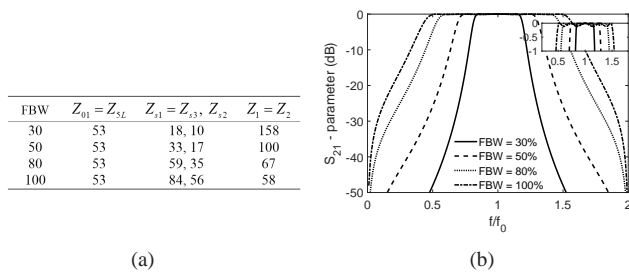 FBW Z01 = Z5L Zs1 = Zs3, Zs2 Z1 = Z2
30 53 18, 10 158
50 53 33, 17 100
80 53 59, 35 67
100 53 84, 56 58
(a)
(b)
S21 - parameter (dB)
0
-10
-20
-30
-40
-50
0 0.5 1 1.5 2
f/f0
FBW = 30%
FBW = 50%
FBW = 80%
FBW = 100%
0
-0.5
-1
0.5 1 1.5
(a)
(b)